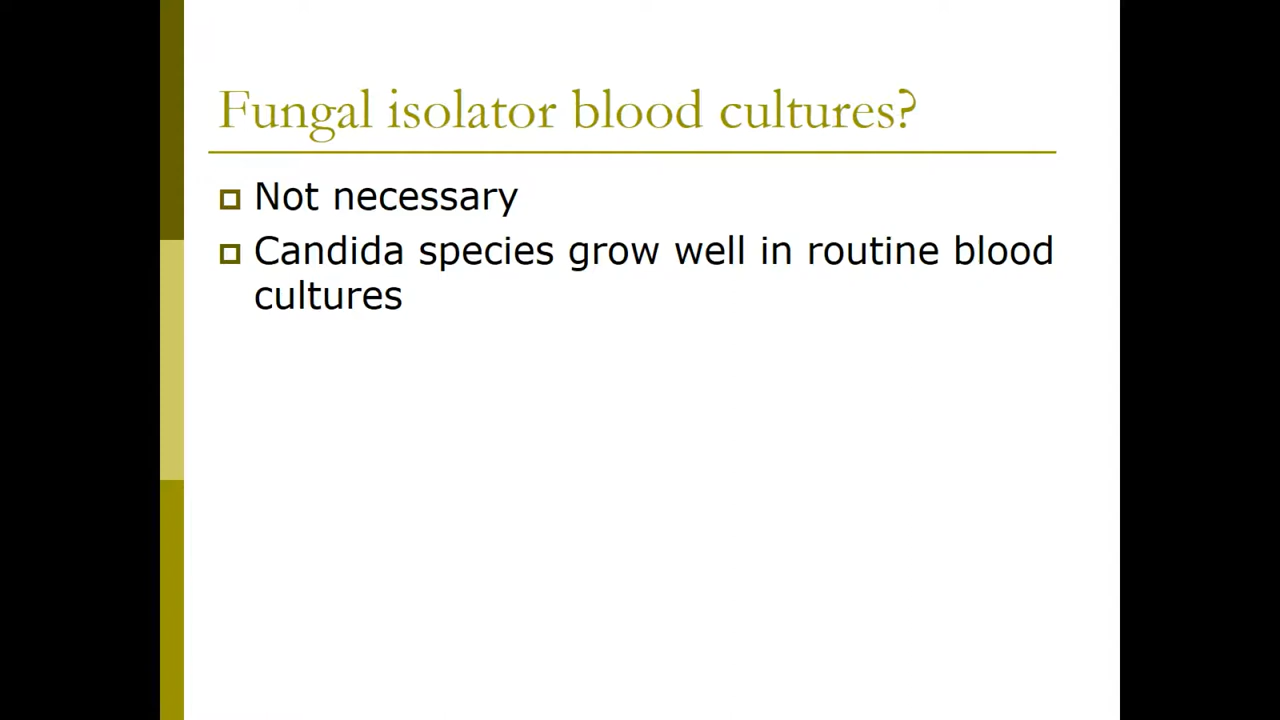 Fungal isolator blood cultures?
Not necessary
Candida species grow well in routine blood
cultures